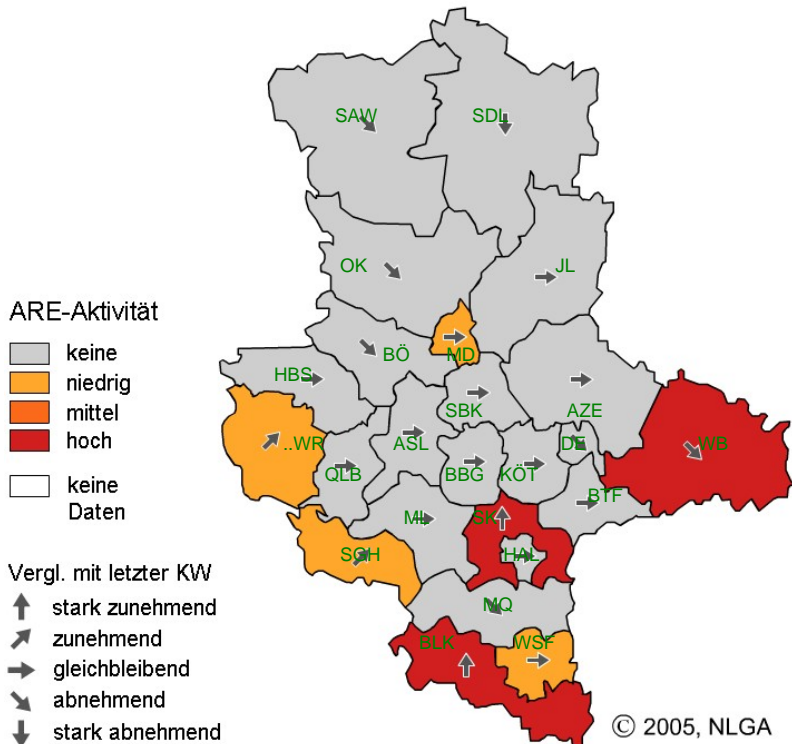 SAW
SDL
OK
JL
ARE-Aktivität
keine
niedrig
mittel
hoch
keine
Daten
BÖ
MD
HBS
SBK
AZE
..WR
ASL
DE
WB
QLB
BBG
KÖT
BTF
ML
SK
SGH
HAL
MQ
BLK
WSF
Vergl. mit letzter KW
stark zunehmend
zunehmend
gleichbleibend
abnehmend
stark abnehmend
© 2005, NLGA